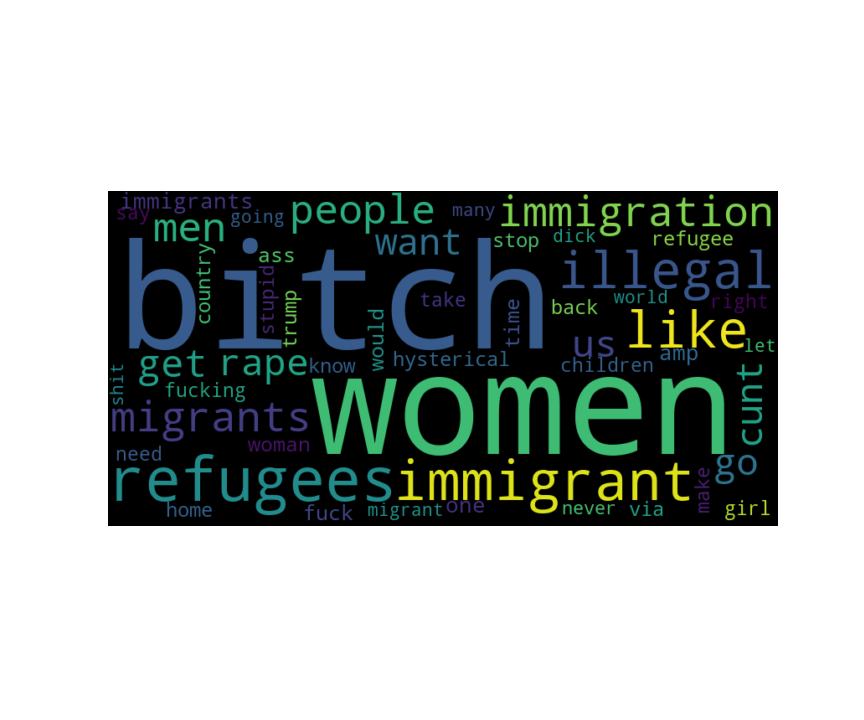 immigrants
say
men
going
people
many
immigration
want
stop
dick
refugee
bitch
country
ass
stupid
trump
illegal
take
time
back
world
right
like
us
let
would
amp
get
rape
know
hysterical
children
shit
fucking
women
cunt
migrants
woman
need
go
refugees
immigrant
make
home
fuck
migrant
one
never
via
girl